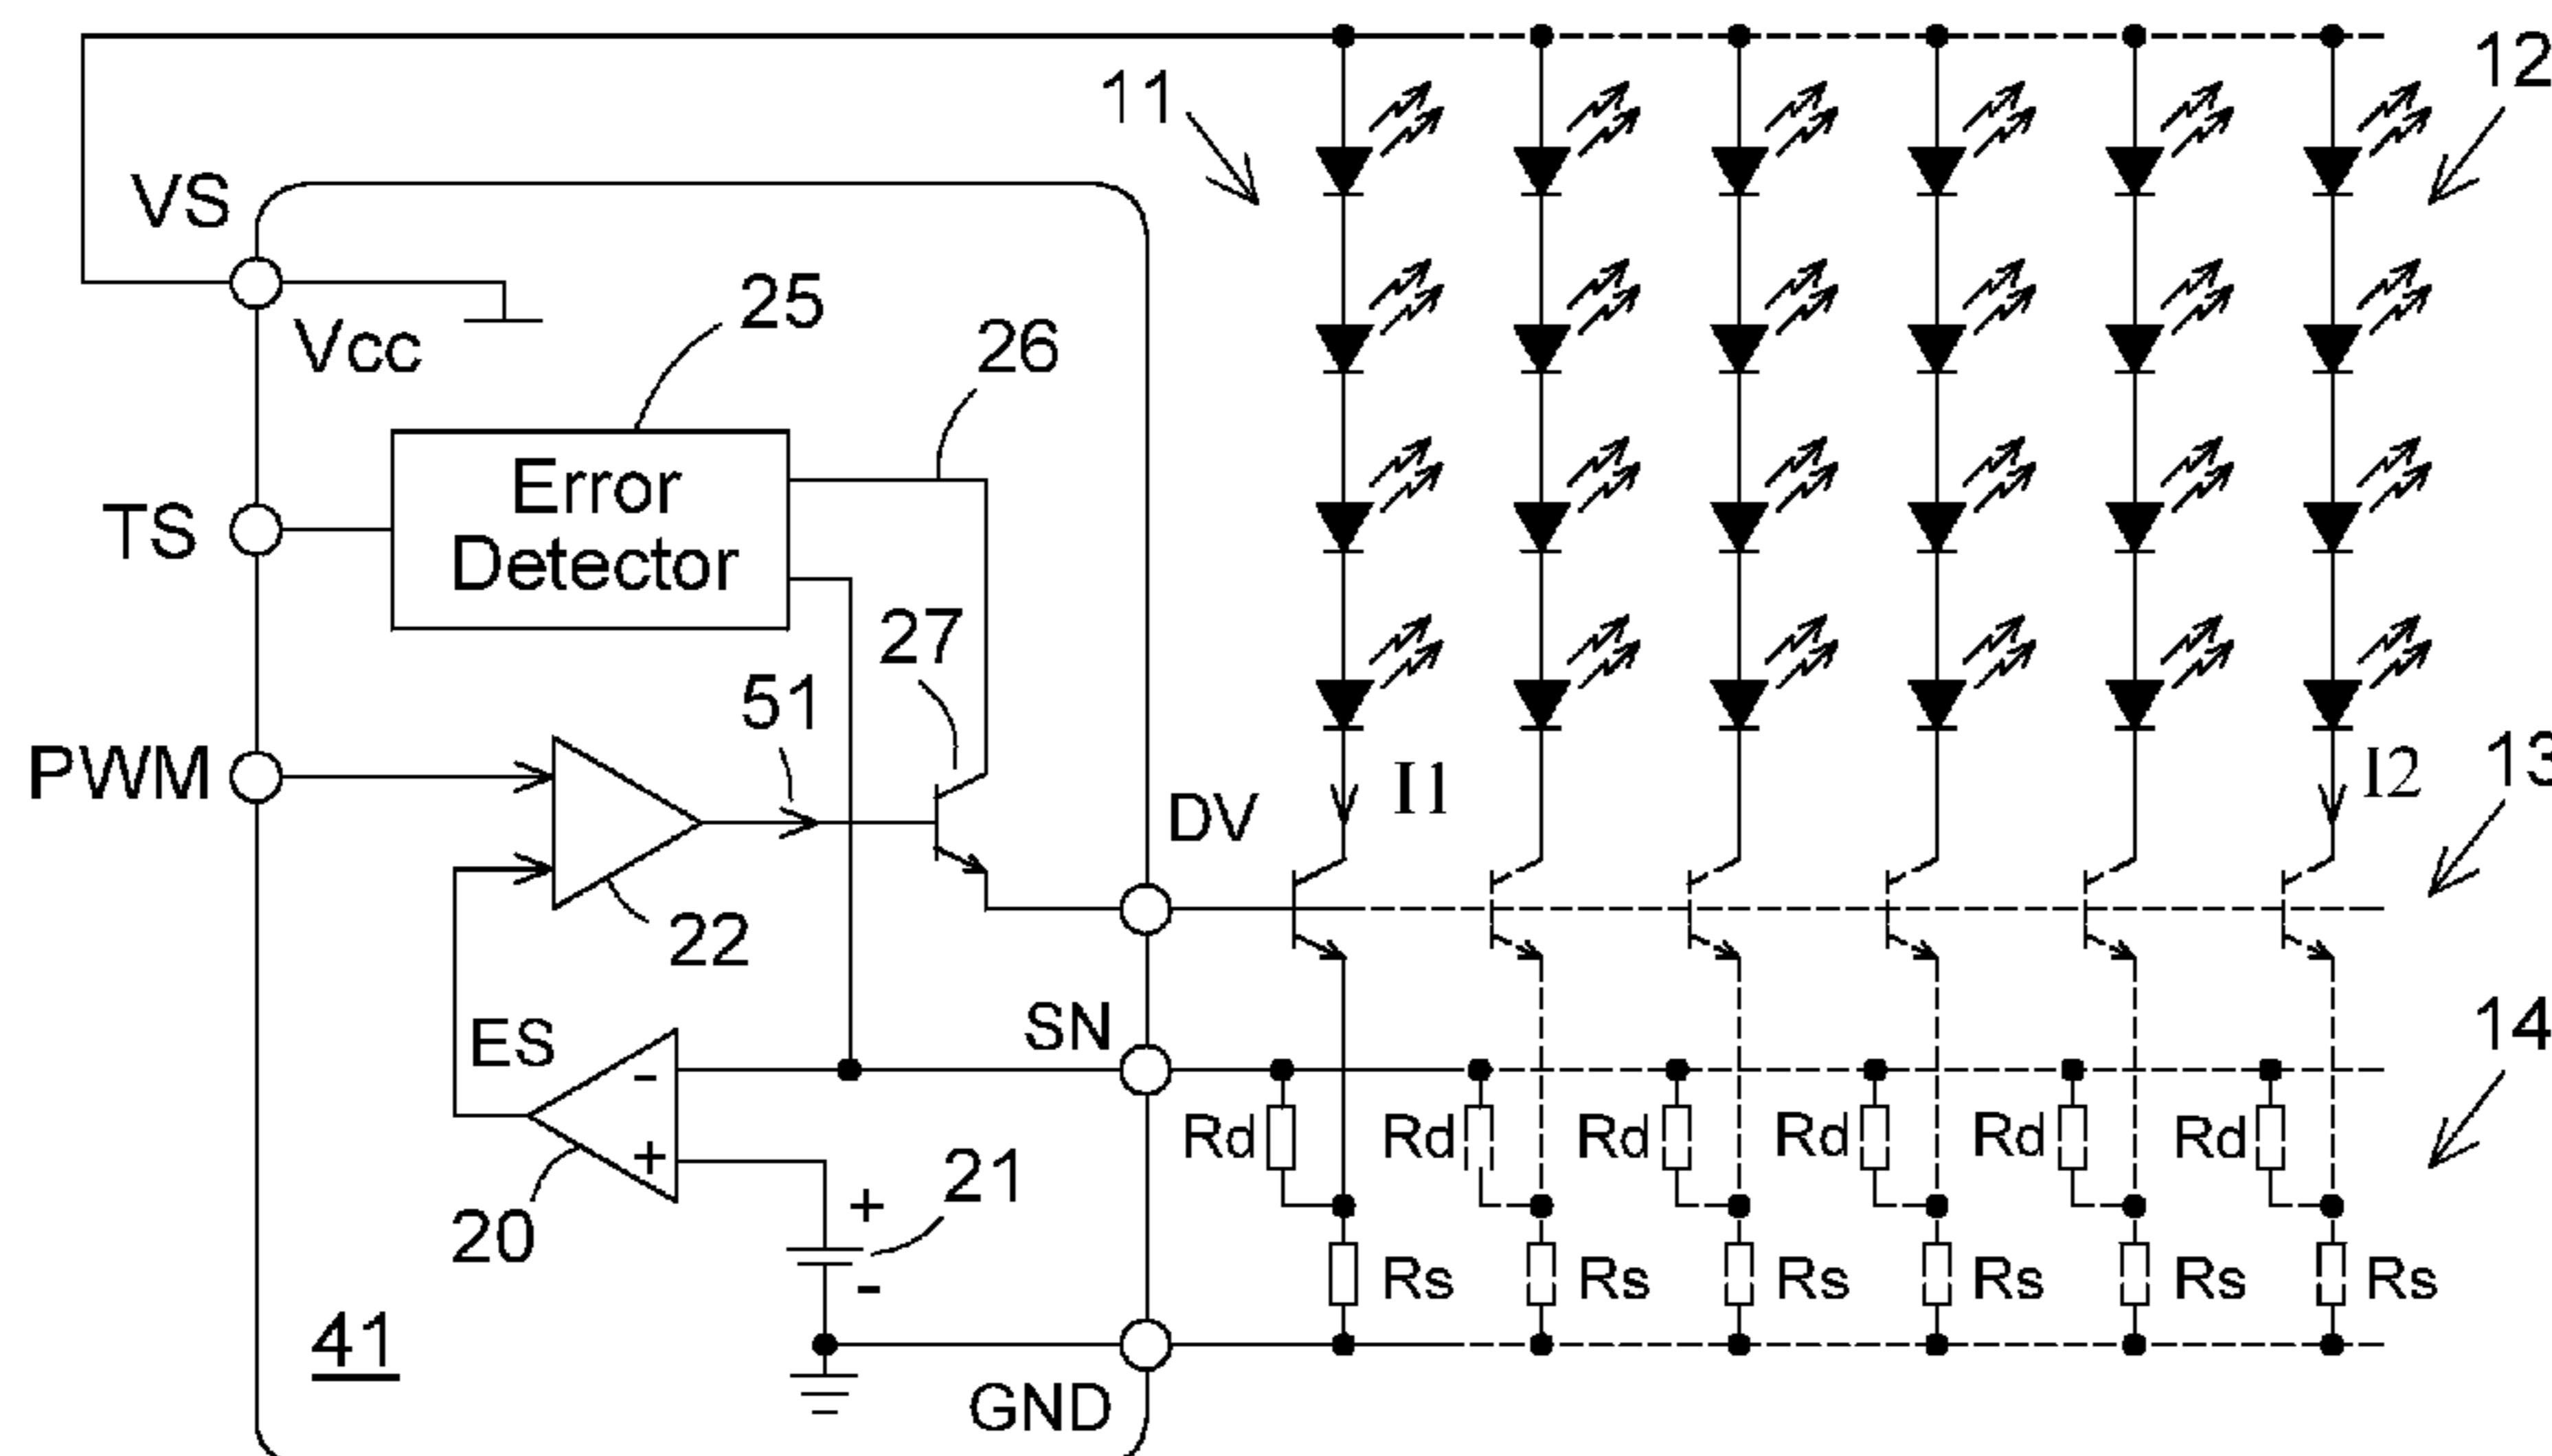 11
12
VS
Vcc
25
26
Error
Detector
TS
27
51
PWM
I1
I2
13
DV
22
SN
ES
-
+
14
Rd Rd Rd Rd Rd Rd
20
+
21
-
Rs Rs Rs Rs Rs Rs
41
GND